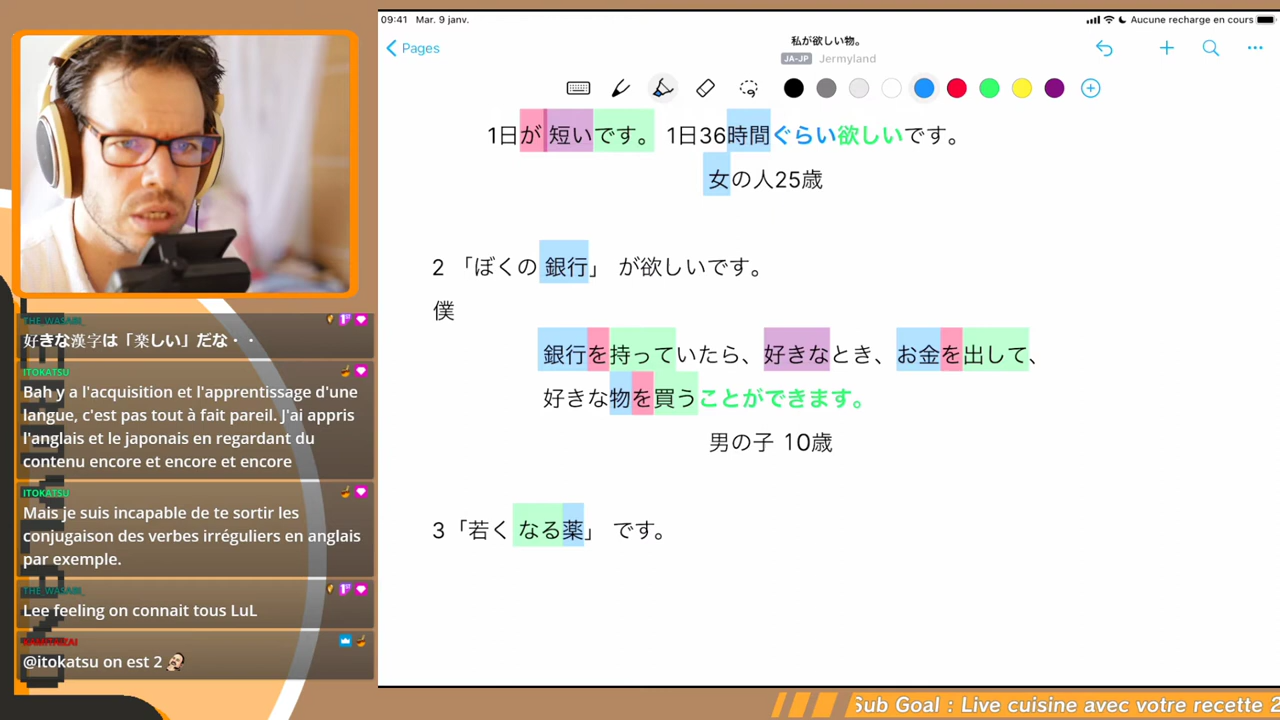 09:41 Mar. 9 janv.
Aucune recharge en cours
Pages
私が欲しい物。
JA-JP Jermyland
1日が短いです。 1日36時間ぐらい欲しいです。
女の人25歳
2 「ぼくの銀行」 が欲しいです。
僕
銀行を持っていたら、好きなとき、お金を出して、
好きな物を買うことができます。
男の子 10歳
3「若くなる薬」 です。
THE_WASABI_
好きな漢字は「楽しい」だな・・
ITOKATSU
Bah y a l'acquisition et l'apprentissage d'une
langue, c'est pas tout à fait pareil. J'ai appris
l'anglais et le japonais en regardant du
contenu encore et encore et encore
ITOKATSU
Mais je suis incapable de te sortir les
conjugaison des verbes irréguliers en anglais
par exemple.
THE_WASABI_
Lee feeling on connait tous LuL
@itokatsu on est 2
Sub Goal : Live cuisine avec votre recette 2